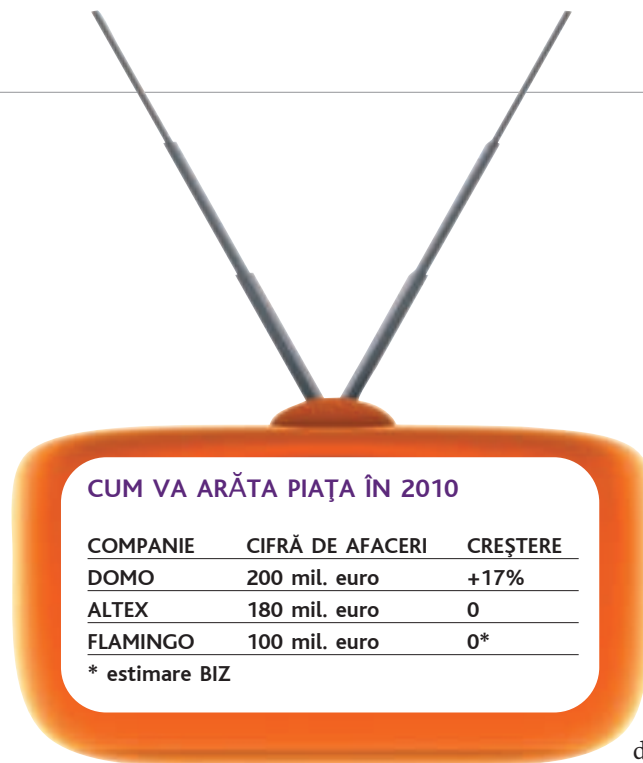 CUM VA ARĂTA PIAŢA ÎN 2010
COMPANIE CIFRĂ DE AFACERI CREŞTERE
DOMO 200 mil. euro +17%
ALTEX 180 mil. euro 0
FLAMINGO 100 mil. euro 0*
* estimare BIZ
d